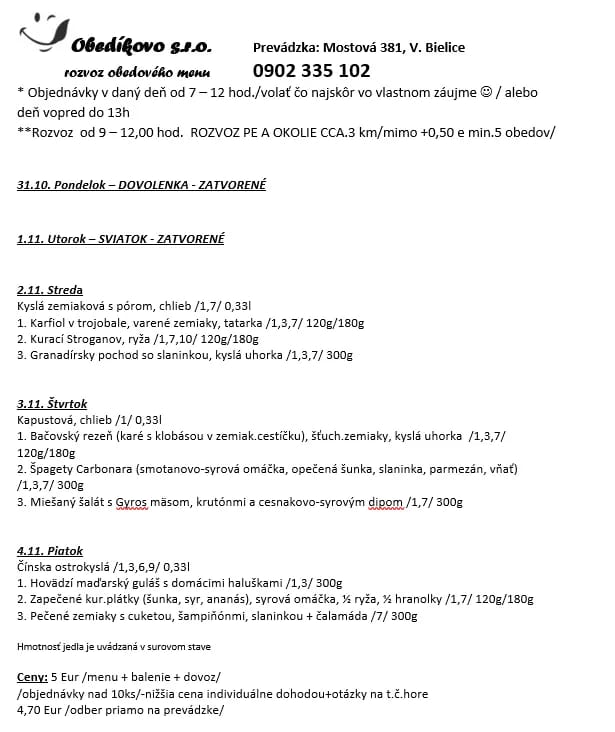 Obedíkovo s.r.o.
Prevádzka: Mostová 381, V. Bielice
rozvoz obedového menu
0902 335 102
* Objednávky v daný deň od 7 – 12 hod./volať čo najskôr vo vlastnom záujme ☺ / alebo
deň vopred do 13h
**Rozvoz od 9 – 12,00 hod. ROZVOZ PE A OKOLIE CCA.3 km/mimo +0,50 e min.5 obedov/
31.10. Pondelok – DOVOLENKA - ZATVORENÉ
1.11. Utorok – SVIATOK - ZATVORENÉ
2.11. Streda
Kyslá zemiaková s pórom, chlieb /1,7/ 0,33l
1. Karfiol v trojobale, varené zemiaky, tatarka /1,3,7/ 120g/180g
2. Kurací Stroganov, ryža /1,7,10/ 120g/180g
3. Granadírsky pochod so slaninkou, kyslá uhorka /1,3,7/ 300g
3.11. Štvrtok
Kapustová, chlieb /1/ 0,33l
1. Bačovský rezeň (karé s klobásou v zemiak.cestíčku), šťuch.zemiaky, kyslá uhorka /1,3,7/
120g/180g
2. Špagety Carbonara (smotanovo-syrová omáčka, opečená šunka, slaninka, parmezán, vňať)
/1,3,7/ 300g
3. Miešaný šalát s Gyros mäsom, krutónmi a cesnakovo-syrovým dipom /1,7/ 300g
4.11. Piatok
Čínska ostrokyslá /1,3,6,9/ 0,33l
1. Hovädzí maďarský guláš s domácimi haluškami /1,3/ 300g
2. Zapečené kur.plátky (šunka, syr, ananás), syrová omáčka, ½ ryža, ½ hranolky /1,7/ 120g/180g
3. Pečené zemiaky s cuketou, šampiňónmi, slaninkou + čalamáda /7/ 300g
Hmotnosť jedla je uvádzaná v surovom stave
Ceny: 5 Eur /menu + balenie + dovoz/
/objednávky nad 10ks/-nižšia cena individuálne dohodou+otázky na t.č.hore
4,70 Eur /odber priamo na prevádzke/